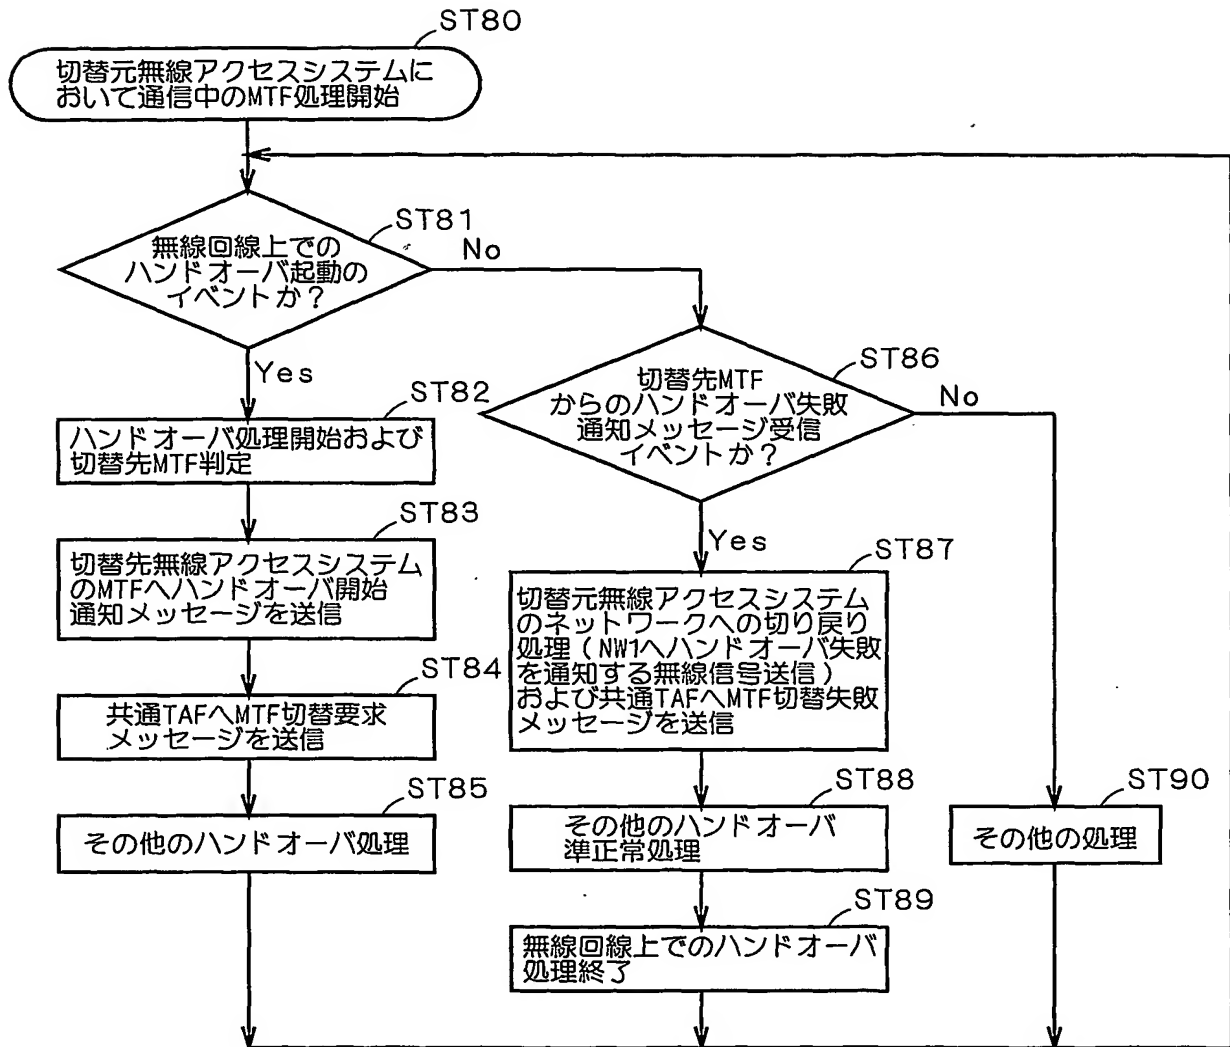 ST80
切替元無線アクセスシステムに
おいて通信中のMTF処理開始
ST81
無線回線上での
ハンドオーバ起動の
イベントか？
No
Yes
ST82
ハンドオーバ処理開始および
切替先MTF判定
ST83
切替先無線アクセスシステム
のMTFへハンドオーバ開始
通知メッセージを送信
ST84
共通TAFへMTF切替要求
メッセージを送信
ST85
その他のハンドオーバ処理
ST86
切替先MTF
からのハンドオーバ失敗
通知メッセージ受信
イベントか？
No
Yes
ST87
切替元無線アクセスシステム
のネットワークへの切り戻り
処理（NW1へハンドオーバ失敗
を通知する無線信号送信）
および共通TAFへMTF切替失敗
メッセージを送信
ST88
その他のハンドオーバ
準正常処理
ST89
無線回線上でのハンドオーバ
処理終了
ST90
その他の処理